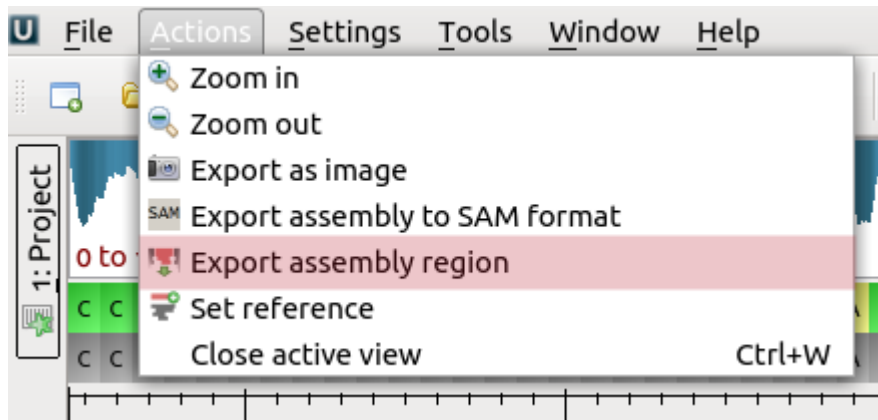 U File Actions Settings Tools Window Help
Zoom in
Zoom out
Export as image
SAM Export assembly to SAM format
0 to
Export assembly region
C C Set reference A
C C Close active view Ctrl+W
1: Project